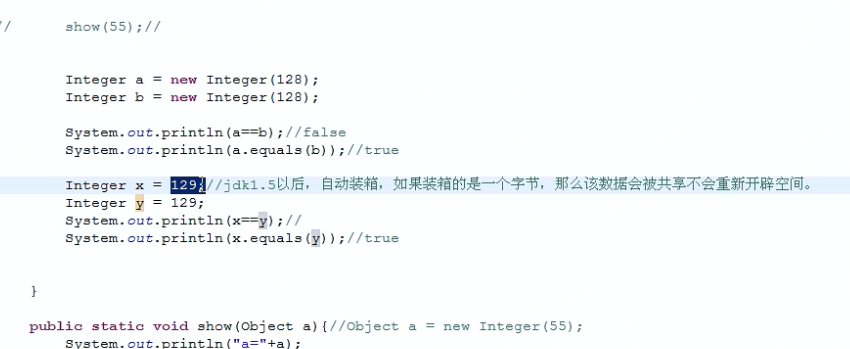 //      show(55);//
Integer a = new Integer(128);
Integer b = new Integer(128);
System.out.println(a==b);//false
System.out.println(a.equals(b));//true
Integer x = 129;//jdk1.5以后，自动装箱，如果装箱的是一个字节，那么该数据会被共享不会重新开辟空间。
Integer y = 129;
System.out.println(x==y);//
System.out.println(x.equals(y));//true
}
public static void show(Object a){//Object a = new Integer(55);
System.out.println("a="+a);